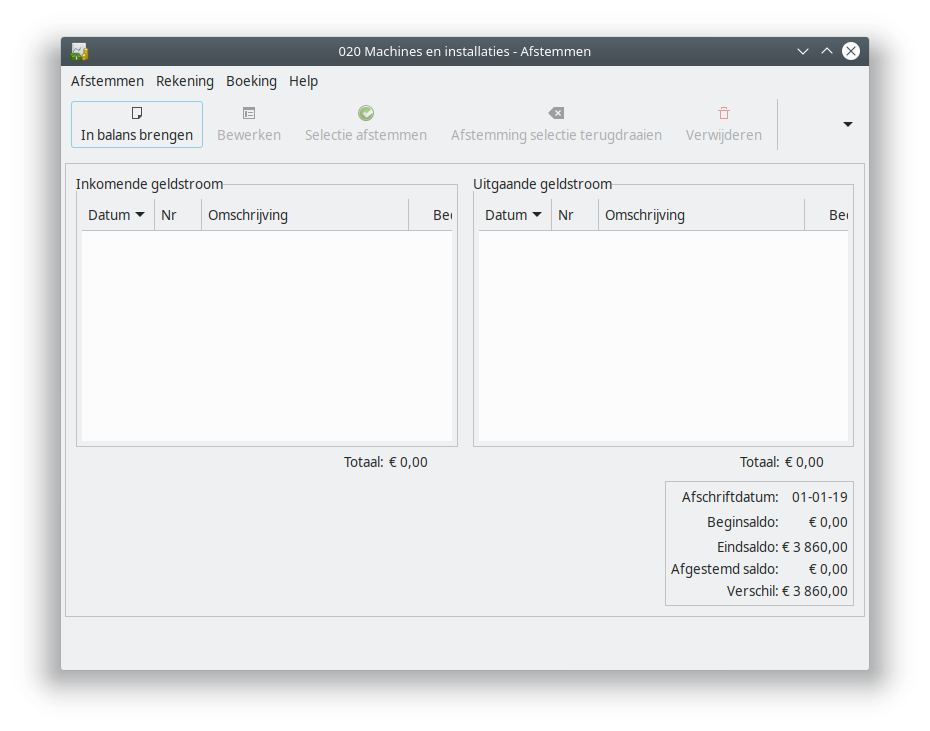 020 Machines en installaties - Afstemmen
Afstemmen Rekening Boeking Help
In balans brengen Bewerken Selectie afstemmen Afstemming selectie terugdraaien Verwijderen
Inkomende geldstroom
Datum Nr Omschrijving Be
Totaal: € 0,00
Uitgaande geldstroom
Datum Nr Omschrijving Be
Totaal: € 0,00
Afschriftdatum: 01-01-19
Beginsaldo: € 0,00
Eindsaldo: € 3 860,00
Afgestemd saldo: € 0,00
Verschil: € 3 860,00